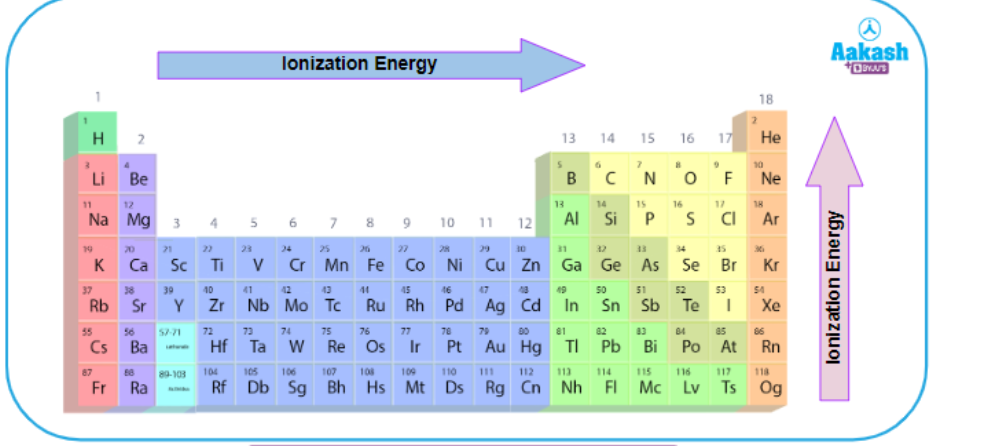 Ionization Energy
Aakash
BYJU'S
1
18
1
H
2
He
2
13
14
15
16
17
3
Li
4
Be
5
B
6
C
7
N
8
O
9
F
10
Ne
11
Na
12
Mg
3
4
5
6
7
8
9
10
11
12
13
Al
14
Si
15
P
16
S
17
Cl
18
Ar
19
K
20
Ca
21
Sc
22
Ti
23
V
24
Cr
25
Mn
26
Fe
27
Co
28
Ni
29
Cu
30
Zn
31
Ga
32
Ge
33
As
34
Se
35
Br
36
Kr
37
Rb
38
Sr
39
Y
40
Zr
41
Nb
42
Mo
43
Tc
44
Ru
45
Rh
46
Pd
47
Ag
48
Cd
49
In
50
Sn
51
Sb
52
Te
53
I
54
Xe
55
Cs
56
Ba
57-71
72
Hf
73
Ta
74
W
75
Re
76
Os
77
Ir
78
Pt
79
Au
80
Hg
81
Tl
82
Pb
83
Bi
84
Po
85
At
86
Rn
87
Fr
88
Ra
89-103
104
Rf
105
Db
106
Sg
107
Bh
108
Hs
109
Mt
110
Ds
111
Rg
112
Cn
113
Nh
114
Fl
115
Mc
116
Lv
117
Ts
118
Og
Ionization Energy